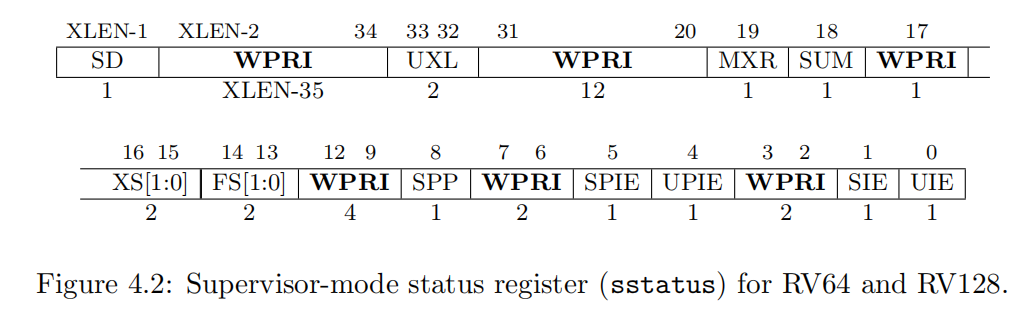 XLEN-1 XLEN-2 34 33 32 31 20 19 18 17
SD WPRI UXL WPRI MXR SUM WPRI
1 XLEN-35 2 12 1 1 1
16 15 14 13 12 9 8 7 6 5 4 3 2 1 0
XS[1:0] FS[1:0] WPRI SPP WPRI SPIE UPIE WPRI SIE UIE
2 2 4 1 2 1 1 2 1 1
Figure 4.2: Supervisor-mode status register (sstatus) for RV64 and RV128.